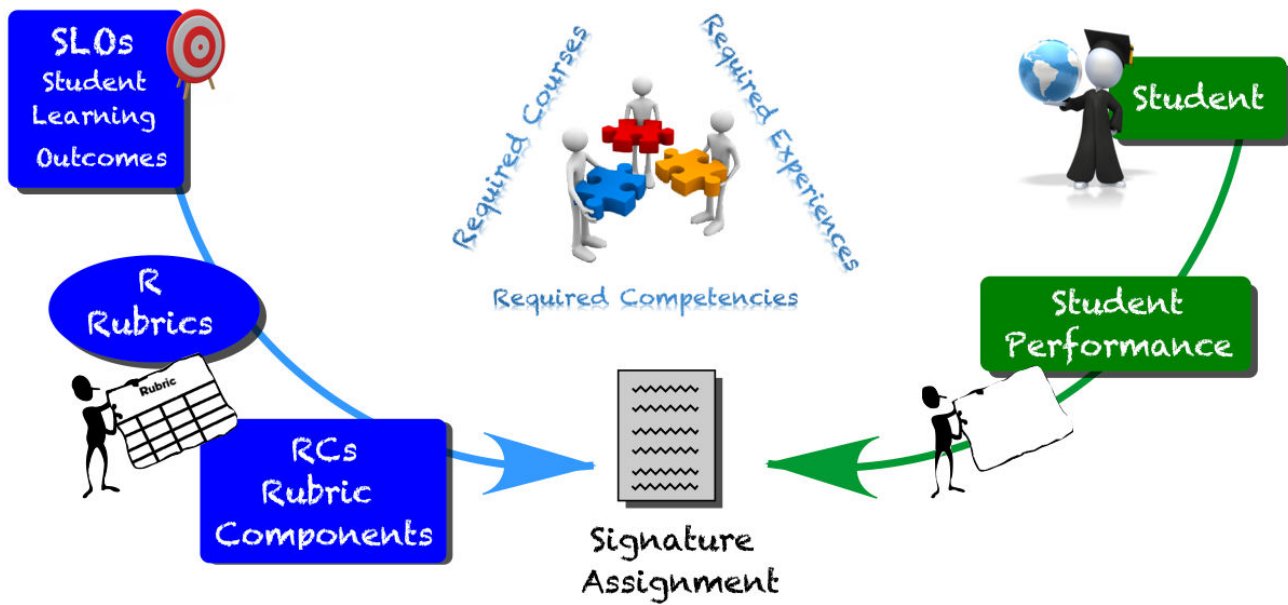 SLOs
Student
Learning
Outcomes
R
Rubrics
Rubric
RCs
Rubric
Components
Required Courses
Required Experiences
Required Competencies
Signature
Assignment
Student
Student
Performance